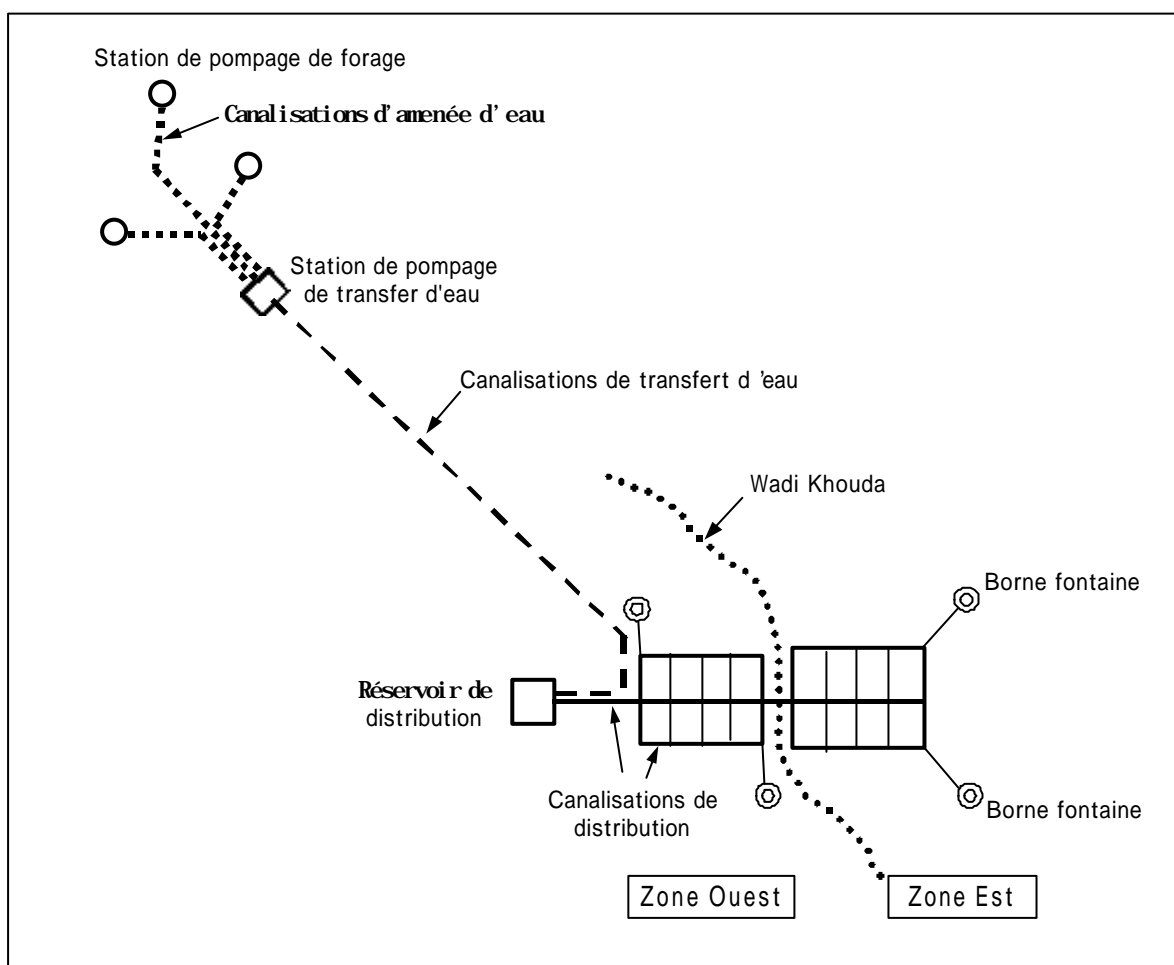 Station de pompage de forage
Canalisations d'amenée d'eau
Station de pompage
de transfer d'eau
Canalisations de transfert d 'eau
Wadi Khouda
Borne fontaine
Réservoir de
distribution
Canalisations de
distribution
Borne fontaine
Zone Ouest
Zone Est